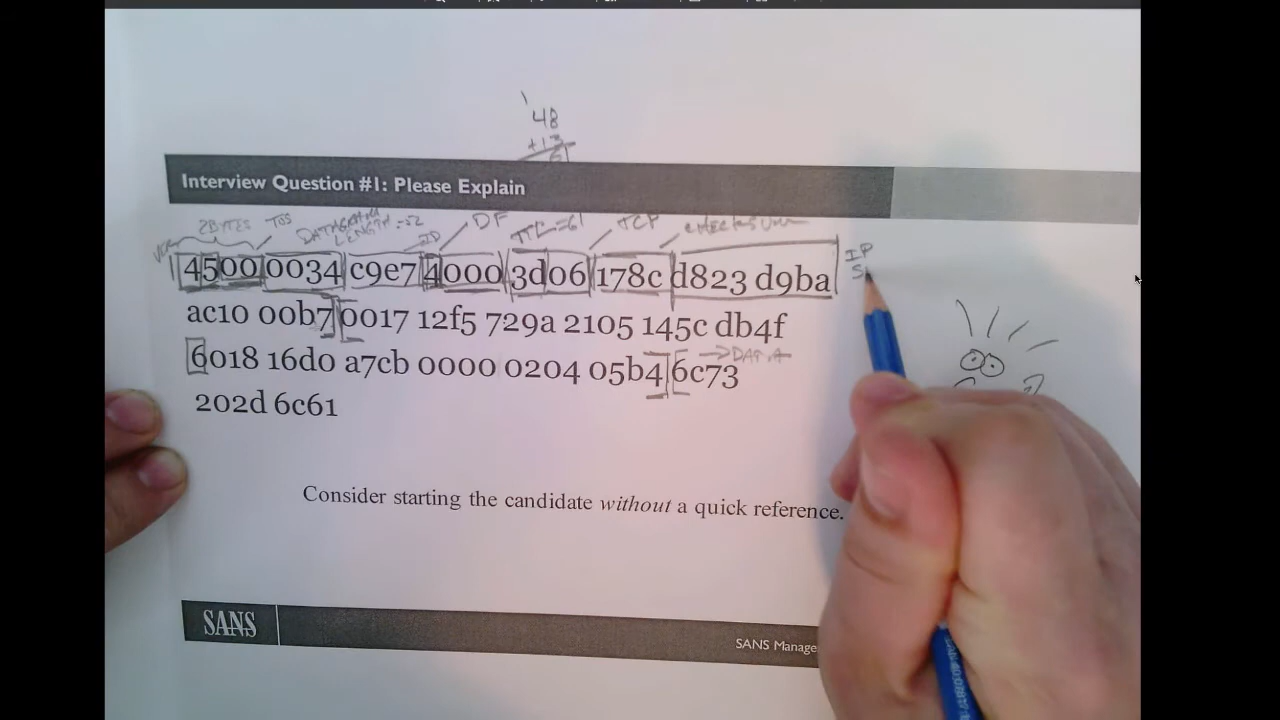 48
+13
61
Interview Question #1: Please Explain
2BYTES TOS DATAGRAM LENGTH=52 ID DF TTL=61 TCP CHECKSUM
4500 0034 c9e7 4000 3d06 178c d823 d9ba IP
S
ac10 00b7 0017 12f5 729a 2105 145c db4f
→DATA
6018 16d0 a7cb 0000 0204 05b4 6c73
202d 6c61
Consider starting the candidate without a quick reference.
SANS
SANS Manage